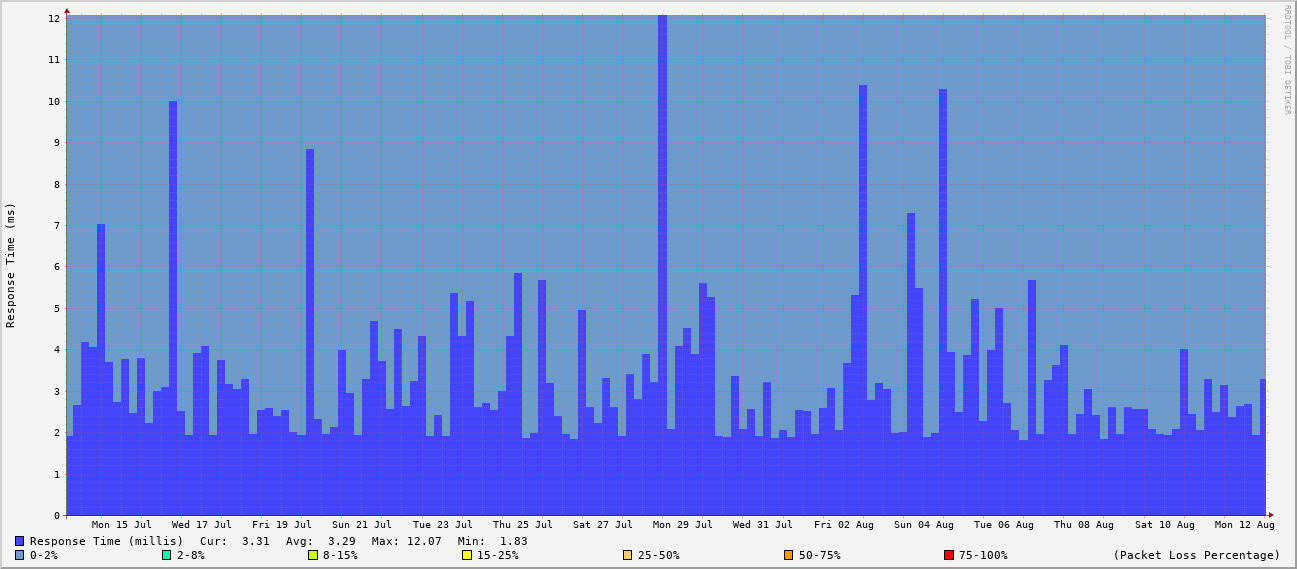 RRDTOOL / TOBI OETIKER
Response Time (ms)
12
11
10
9
8
7
6
5
4
3
2
1
0
Mon 15 Jul Wed 17 Jul Fri 19 Jul Sun 21 Jul Tue 23 Jul Thu 25 Jul Sat 27 Jul Mon 29 Jul Wed 31 Jul Fri 02 Aug Sun 04 Aug Tue 06 Aug Thu 08 Aug Sat 10 Aug Mon 12 Aug
Response Time (millis) Cur: 3.31 Avg: 3.29 Max: 12.07 Min: 1.83
0-2% 2-8% 8-15% 15-25% 25-50% 50-75% 75-100% (Packet Loss Percentage)